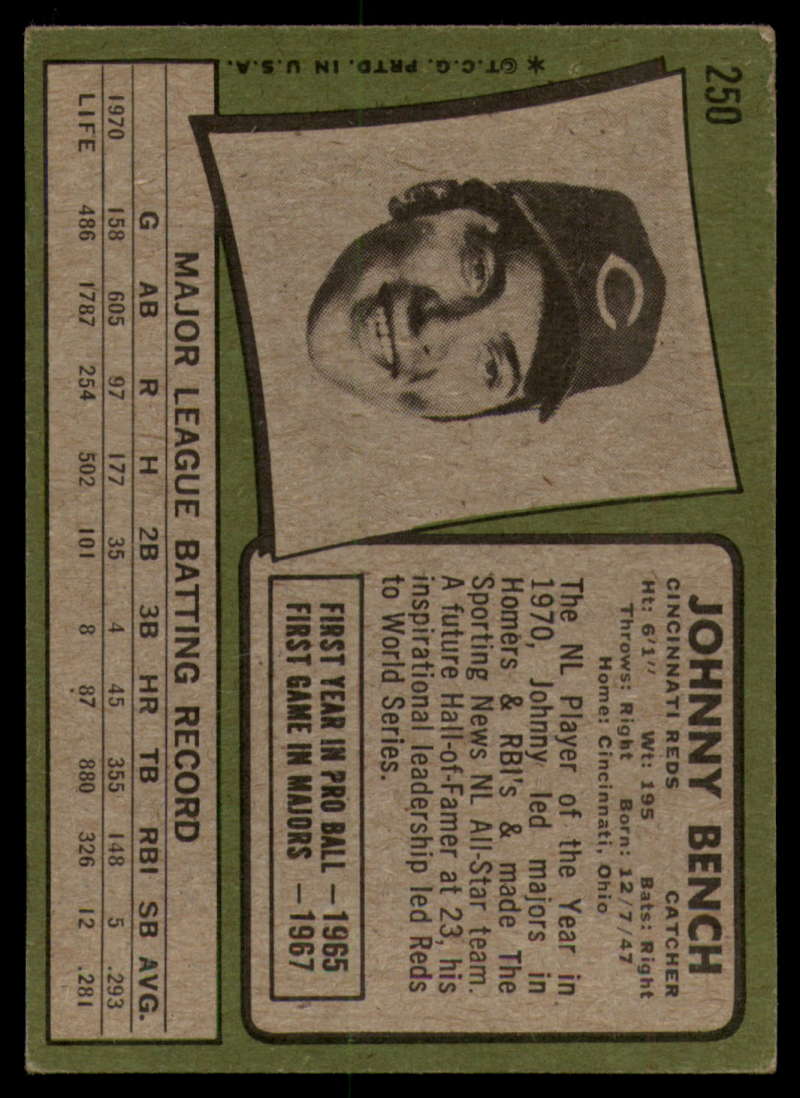 250
* ©T.C.G. PRTD. IN U.S.A.
C
JOHNNY BENCH
CINCINNATI REDS CATCHER
Ht: 6'1" Wt: 195 Bats: Right
Throws: Right Born: 12/7/47
Home: Cincinnati, Ohio
The NL Player of the Year in
1970, Johnny led majors in
Homers & RBI's & made The
Sporting News NL All-Star team.
A future Hall-of-Famer at 23, his
inspirational leadership led Reds
to World Series.
FIRST YEAR IN PRO BALL —1965
FIRST GAME IN MAJORS —1967
MAJOR LEAGUE BATTING RECORD
G AB R H 2B 3B HR TB RBI SB AVG.
1970 158 605 97 177 35 4 45 355 148 5 .293
LIFE 486 1787 254 502 101 8 87 880 326 12 .281